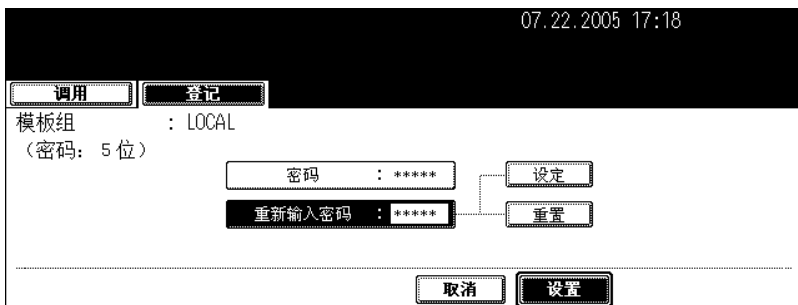 07.22.2005 17:18
调用 登记
模板组 : LOCAL
（密码: 5位）
密码 : ***** 设定
重新输入密码 : ***** 重置
取消 设置